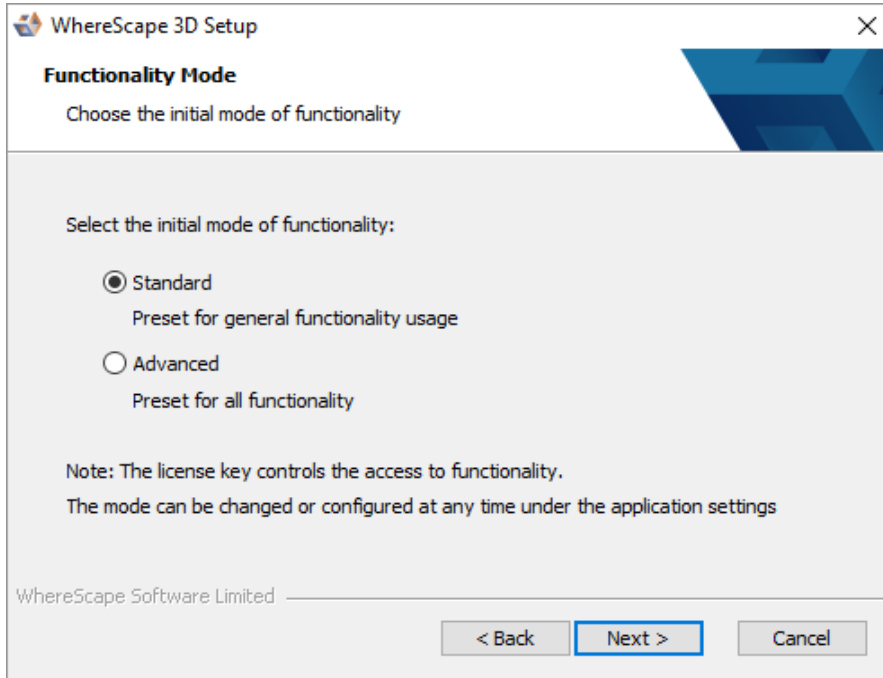 WhereScape 3D Setup
Functionality Mode
Choose the initial mode of functionality
Select the initial mode of functionality:
Standard
Preset for general functionality usage
Advanced
Preset for all functionality
Note: The license key controls the access to functionality.
The mode can be changed or configured at any time under the application settings
WhereScape Software Limited
< Back
Next >
Cancel